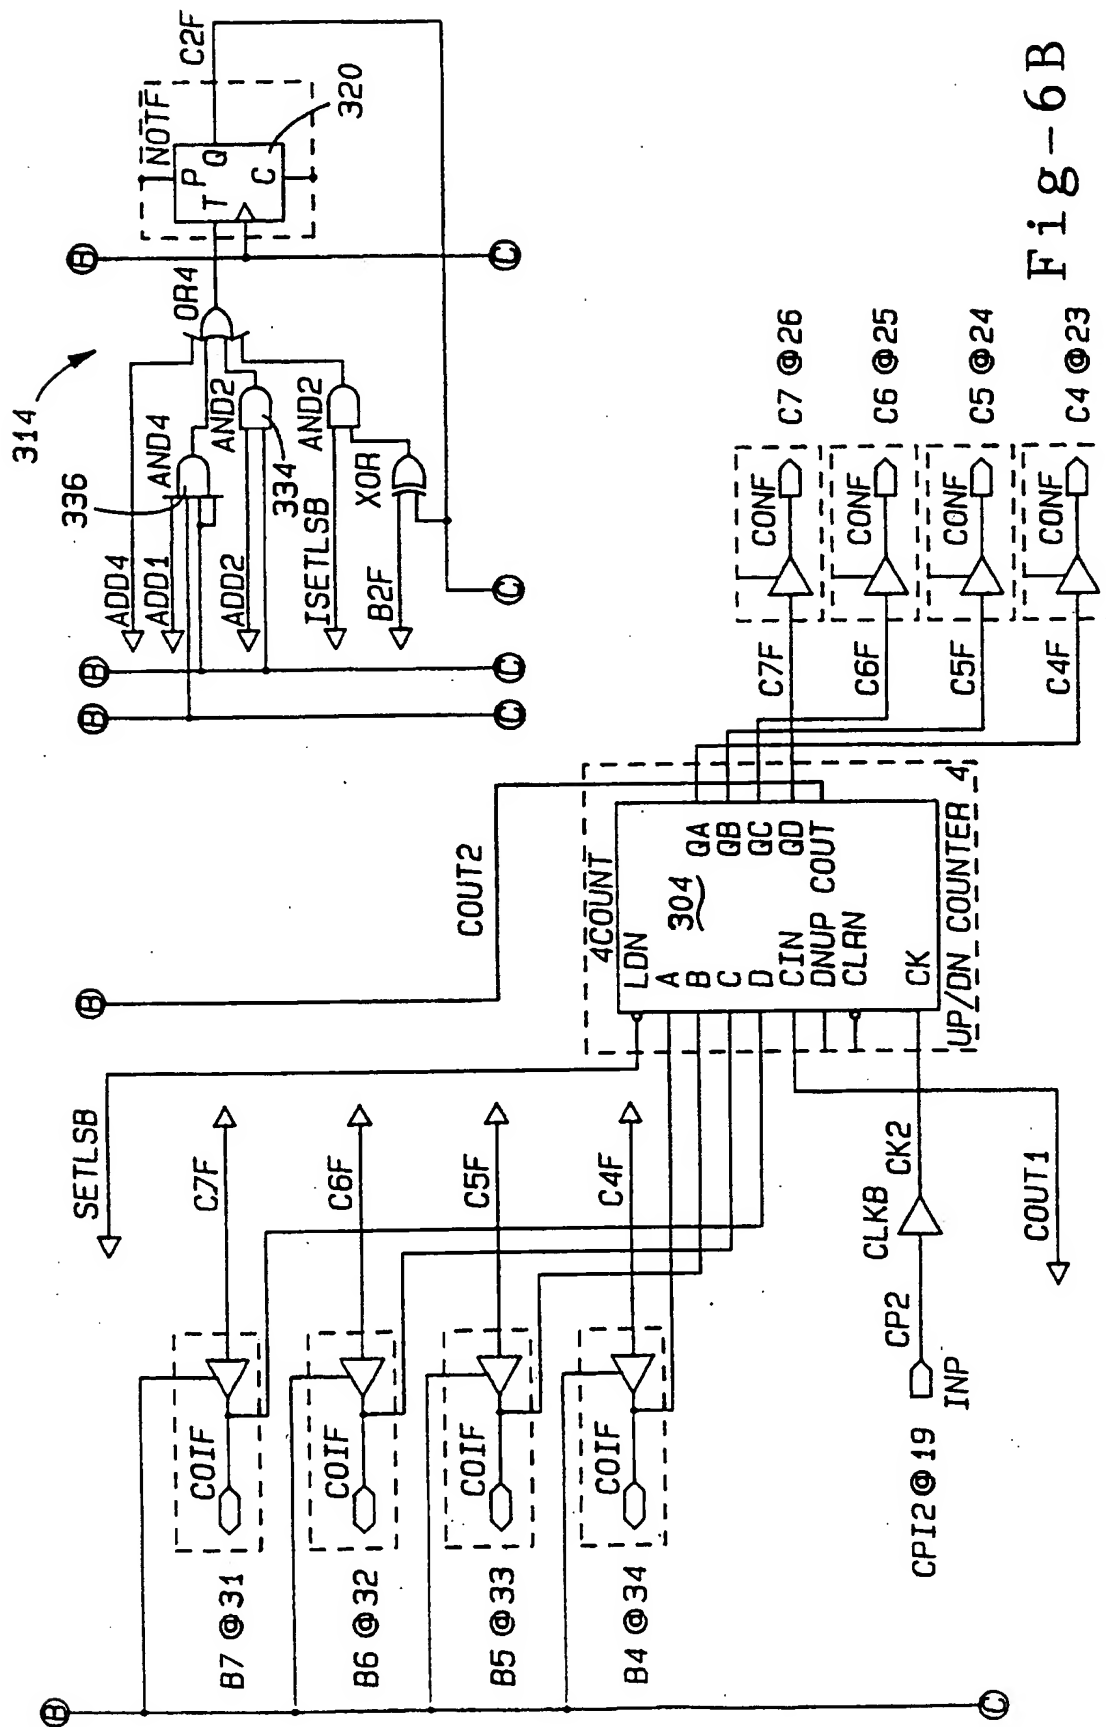 314
ADD4
ADD1
336
AND4
ADD2
AND2
334
ISETLSB
AND2
B2F
XOR
OR4
B
B
B
C
C
C
C
NOTF
P
T
Q
C
320
C2F
B
COUT2
SETLSB
C7F
C6F
C5F
C4F
B
COIF
COIF
COIF
COIF
B7 @31
B6 @32
B5 @33
B4 @34
C
CPI2 @19
INP
CP2
CLKB
CK2
COUT1
4COUNT
LDN
A
B
C
D
CIN
DNUP
CLRN
CK
304
QA
QB
QC
QD
COUT
UP/DN COUNTER 4
C7F
C6F
C5F
C4F
CONF
CONF
CONF
CONF
C7 @26
C6 @25
C5 @24
C4 @23
Fig-6B